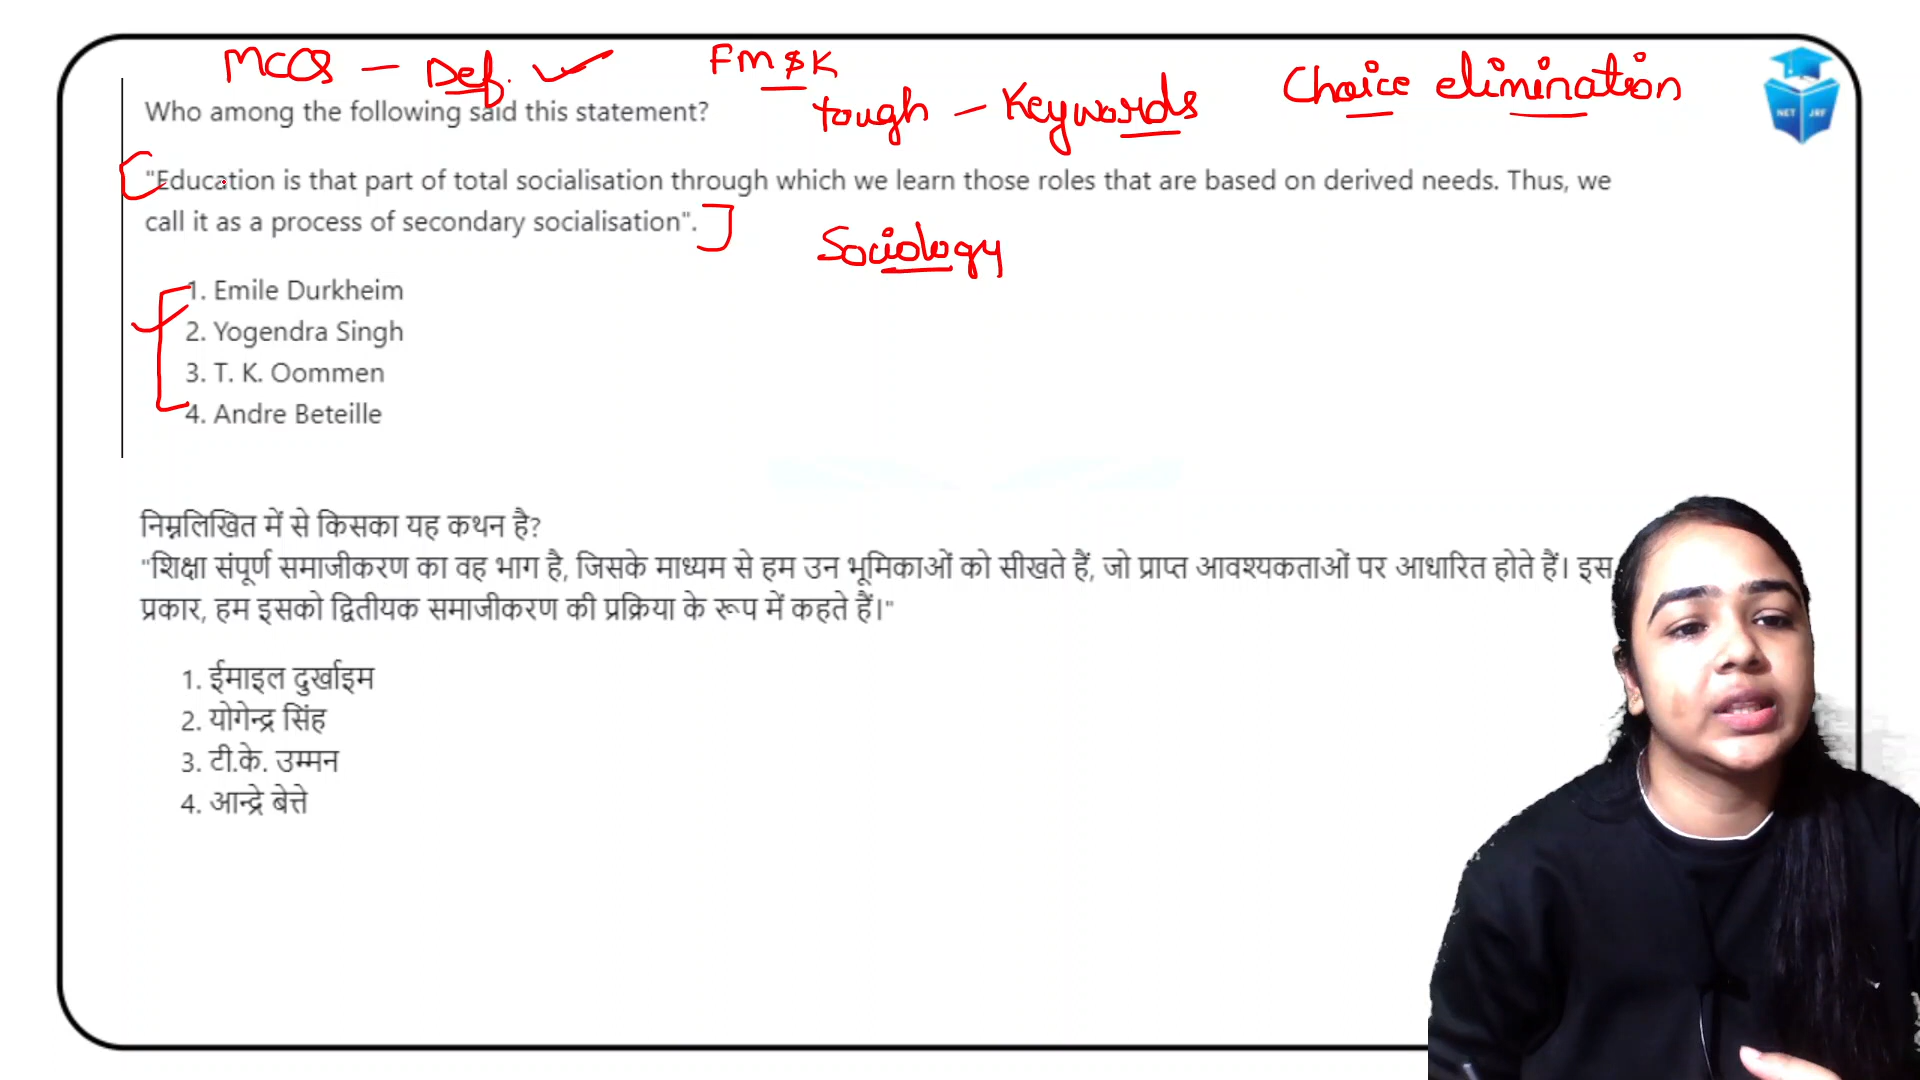 MCQs – Def. ✓
FMSK
tough – Keywords
Choice elimination
NET JRF
Who among the following said this statement?
"Education is that part of total socialisation through which we learn those roles that are based on derived needs. Thus, we
call it as a process of secondary socialisation".
Sociology
1. Emile Durkheim
2. Yogendra Singh
3. T. K. Oommen
4. Andre Beteille
निम्नलिखित में से किसका यह कथन है?
"शिक्षा संपूर्ण समाजीकरण का वह भाग है, जिसके माध्यम से हम उन भूमिकाओं को सीखते हैं, जो प्राप्त आवश्यकताओं पर आधारित होते हैं। इस
प्रकार, हम इसको द्वितीयक समाजीकरण की प्रक्रिया के रूप में कहते हैं।"
1. ईमाइल दुर्खाइम
2. योगेन्द्र सिंह
3. टी.के. उम्मन
4. आन्द्रे बेत्ते